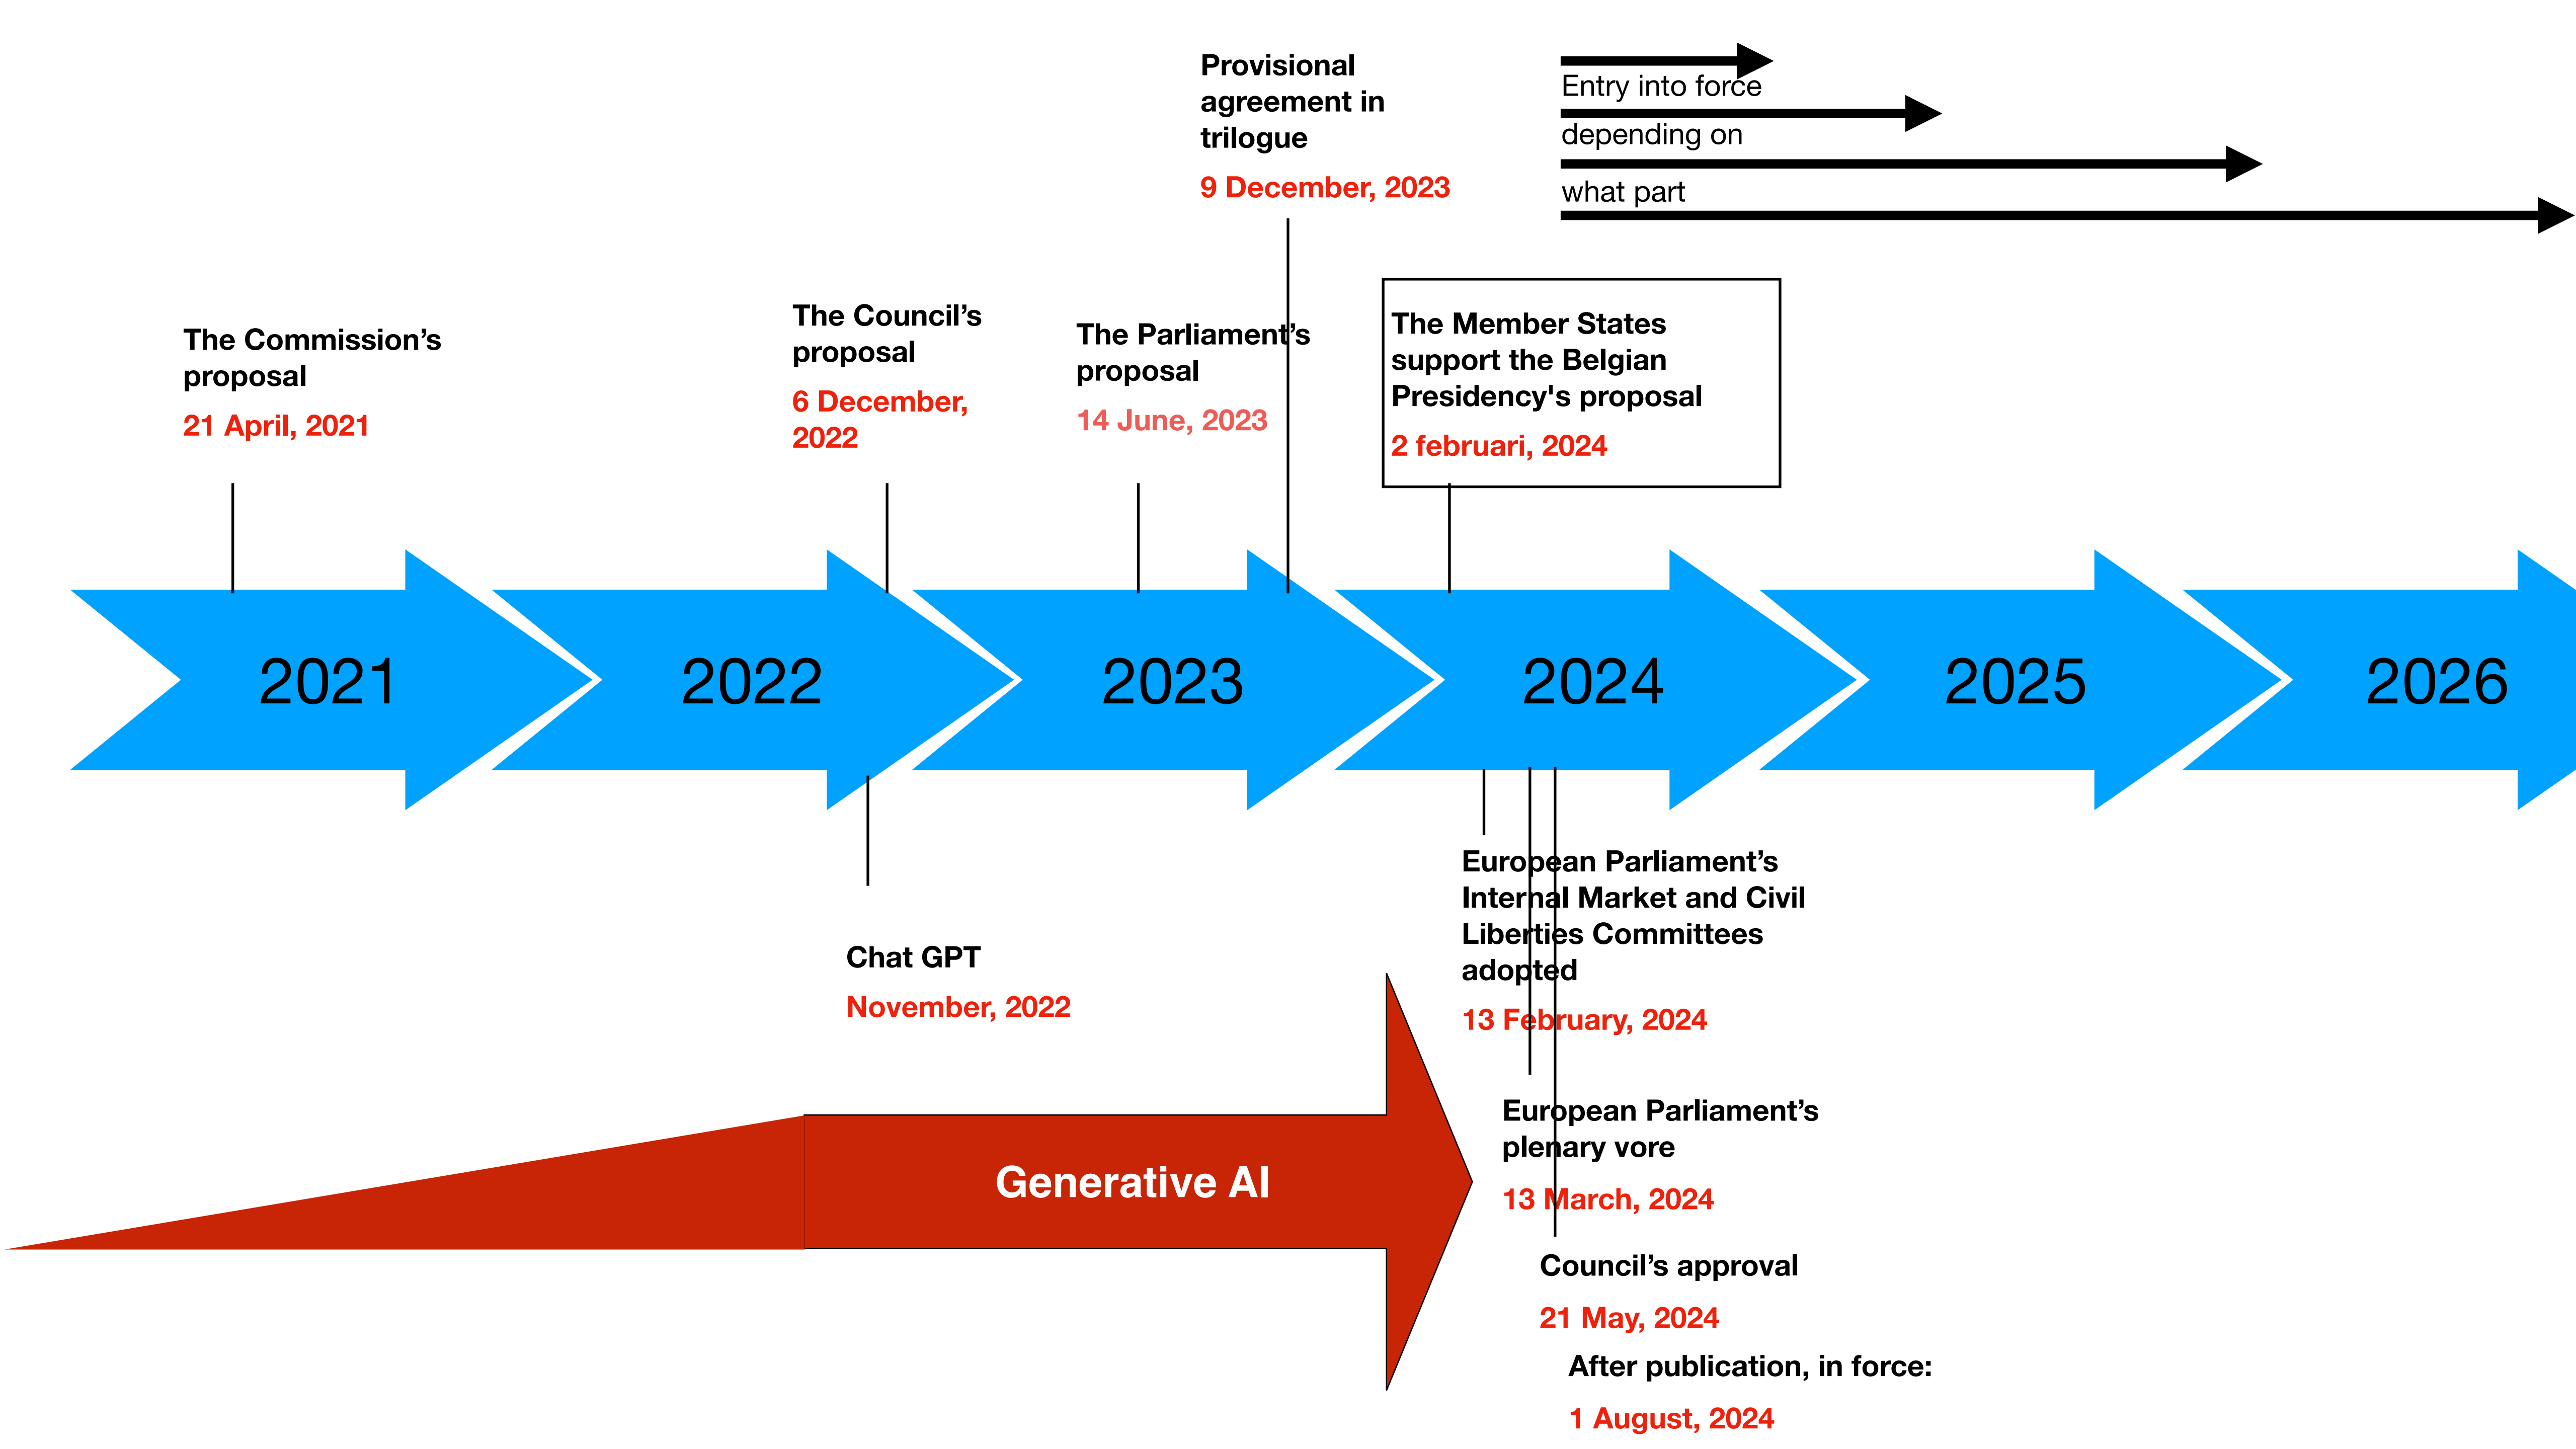 Provisional
agreement in
trilogue
9 December, 2023
Entry into force
depending on
what part
The Commission’s
proposal
21 April, 2021
The Council’s
proposal
6 December,
2022
The Parliament’s
proposal
14 June, 2023
The Member States
support the Belgian
Presidency's proposal
2 februari, 2024
2021
2022
2023
2024
2025
2026
Chat GPT
November, 2022
European Parliament’s
Internal Market and Civil
Liberties Committees
adopted
13 February, 2024
Generative AI
European Parliament’s
plenary vore
13 March, 2024
Council’s approval
21 May, 2024
After publication, in force:
1 August, 2024